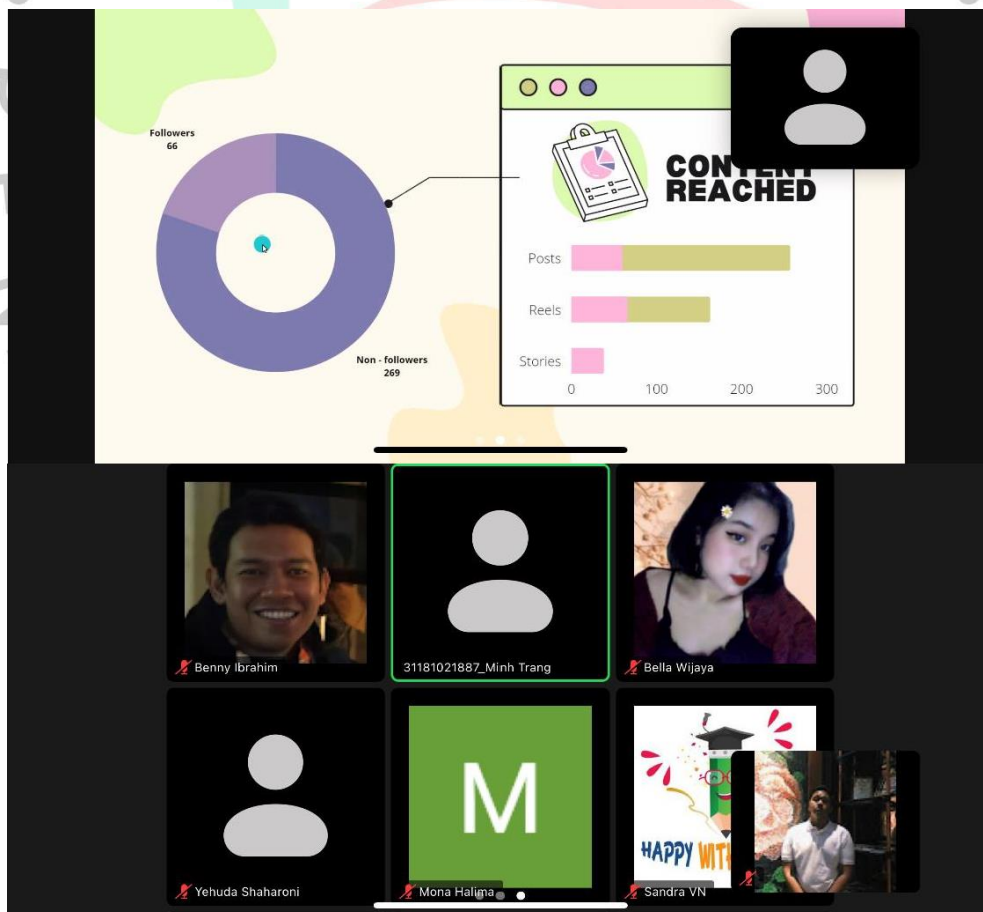 Followers
66
Non - followers
269
CONTENT
REACHED
Posts
Reels
Stories
0 100 200 300
Benny Ibrahim
31181021887_Minh Trang
Bella Wijaya
Yehuda Shaharoni
M
Mona Halima
HAPPY WITH
Sandra VN